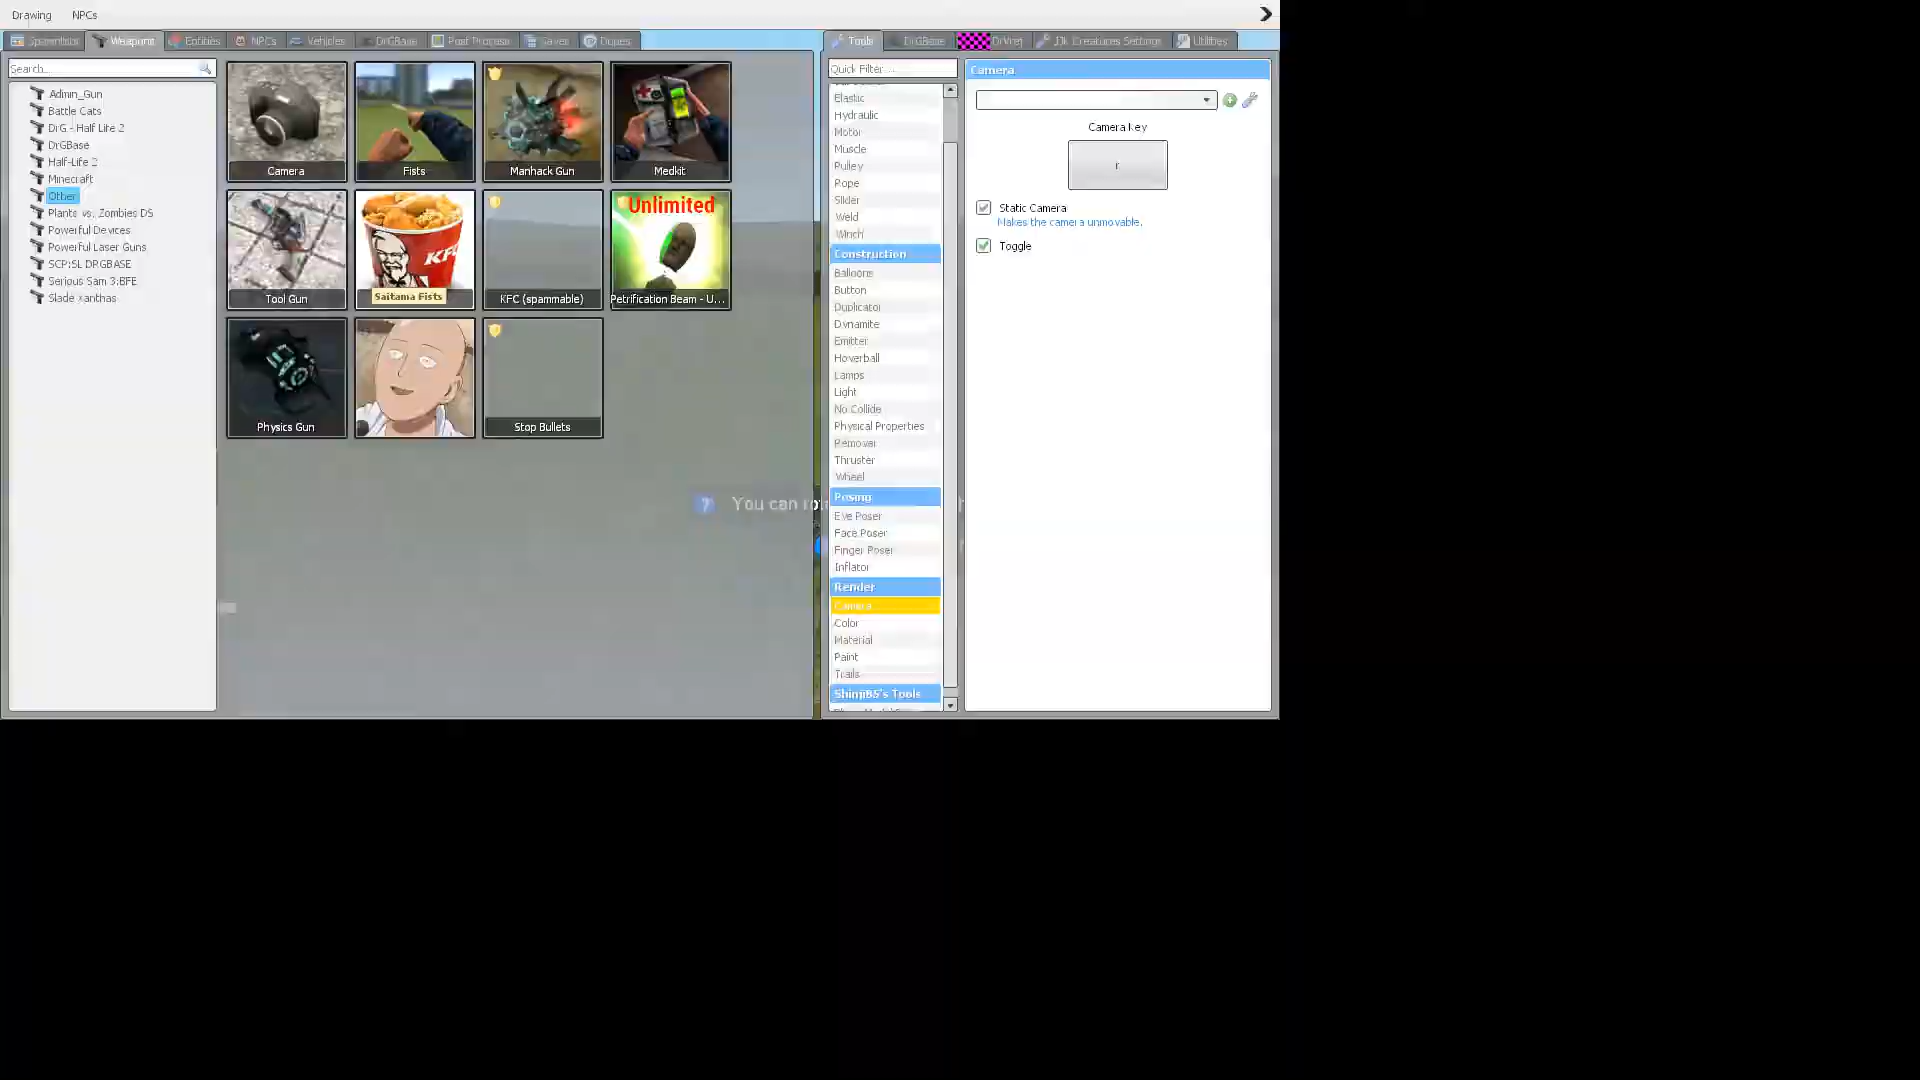 Drawing NPCs
Spawnlists Weapons Entities NPCs Vehicles DrGBase Post Process Saves Dupes
Tools DrGBase DrVrej JDk Creatures Settings Utilities
Search...
Admin_Gun
Battle Cats
DrG - Half Life 2
DrGBase
Half-Life 2
Minecraft
Other
Plants vs. Zombies DS
Powerful Devices
Powerful Laser Guns
SCP:SL DRGBASE
Serious Sam 3:BFE
Slade Xanthas
Camera
Fists
Manhack Gun
Medkit
Tool Gun
KFC
Saitama Fists
KFC (spammable)
Unlimited
Petrification Beam - U...
Physics Gun
Stop Bullets
You can ro
Quick Filter ...
Elastic
Hydraulic
Motor
Muscle
Pulley
Rope
Slider
Weld
Winch
Construction
Balloons
Button
Duplicator
Dynamite
Emitter
Hoverball
Lamps
Light
No Collide
Physical Properties
Remover
Thruster
Wheel
Posing
Eye Poser
Face Poser
Finger Poser
Inflator
Render
Camera
Color
Material
Paint
Trails
Camera
Camera Key
r
Static Camera
Makes the camera unmovable.
Toggle